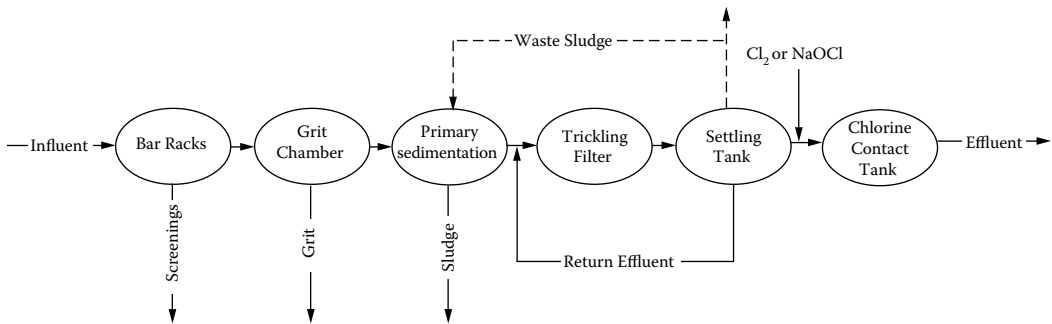 Waste Sludge
Cl2 or NaOCl
Influent
Bar Racks
Grit
Chamber
Primary
sedimentation
Trickling
Filter
Settling
Tank
Chlorine
Contact
Tank
Effluent
Screenings
Grit
Sludge
Return Effluent